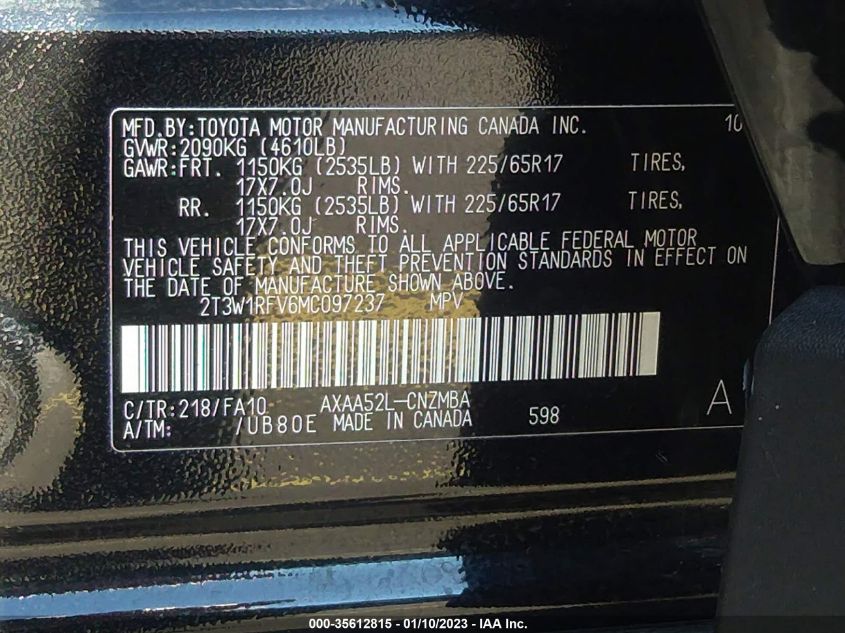 MFD.BY:TOYOTA MOTOR MANUFACTURING CANADA INC. 10
GVWR:2090KG (4610LB)
GAWR:FRT. 1150KG (2535LB) WITH 225/65R17 TIRES,
17X7.0J RIMS.
RR. 1150KG (2535LB) WITH 225/65R17 TIRES,
17X7.0J RIMS.
THIS VEHICLE CONFORMS TO ALL APPLICABLE FEDERAL MOTOR
VEHICLE SAFETY AND THEFT PREVENTION STANDARDS IN EFFECT ON
THE DATE OF MANUFACTURE SHOWN ABOVE.
2T3W1RFV6MC097237 MPV
C/TR:218/FA10 AXAA52L-CNZMBA
A/TM: /UB80E MADE IN CANADA 598 A
000-35612815 - 01/10/2023 - IAA Inc.